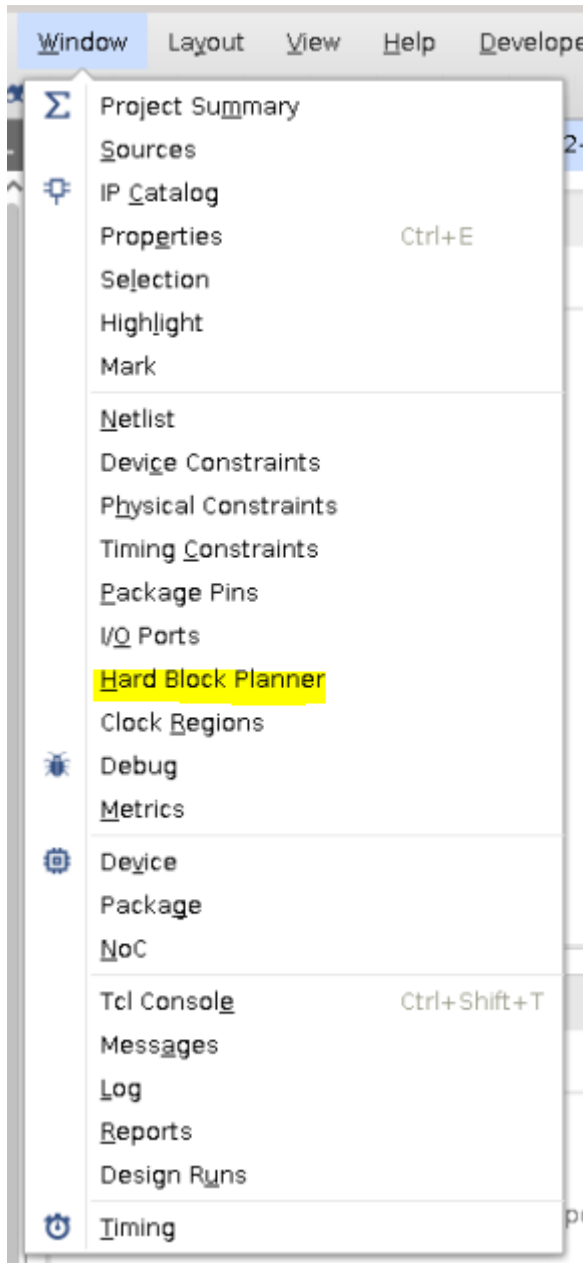 Window Layout View Help Develope
Project Summary
2-
Sources
IP Catalog
Properties Ctrl+E
Selection
Highlight
Mark
Netlist
Device Constraints
Physical Constraints
Timing Constraints
Package Pins
I/O Ports
Hard Block Planner
Clock Regions
Debug
Metrics
Device
Package
NoC
Tcl Console Ctrl+Shift+T
Messages
Log
Reports
Design Runs
Timing